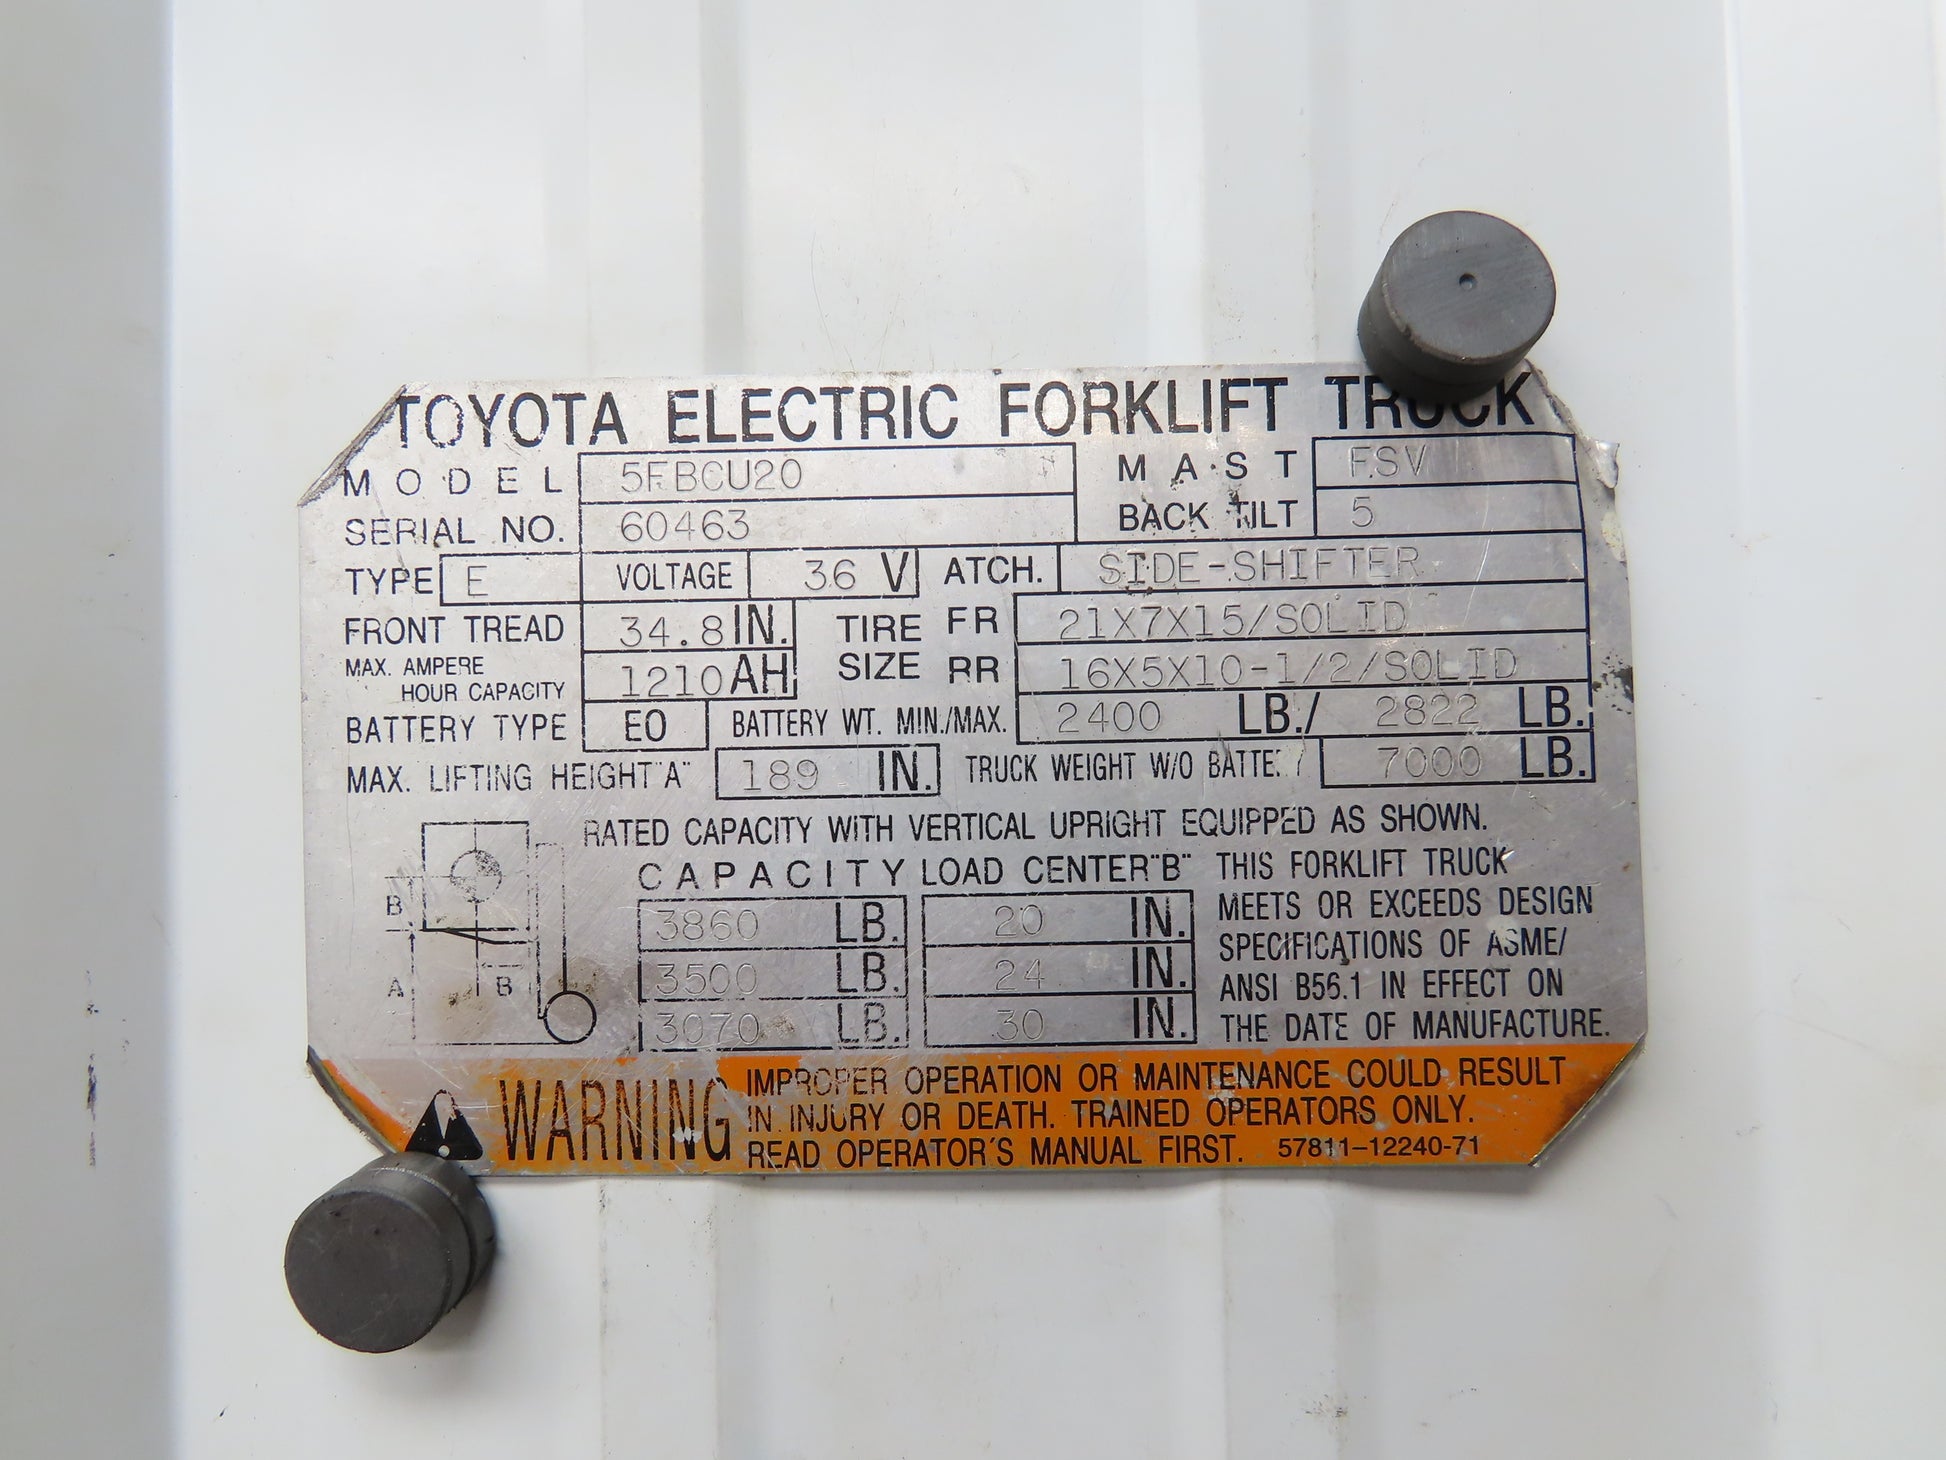 TOYOTA ELECTRIC FORKLIFT TRUCK
MODEL 5FBCU20 MAST FSV
SERIAL NO. 60463 BACK TILT 5
TYPE E VOLTAGE 36 V ATCH. SIDE-SHIFTER
FRONT TREAD 34.8 IN. TIRE SIZE FR 21X7X15/SOLID
MAX. AMPERE HOUR CAPACITY 1210 AH RR 16X5X10-1/2/SOLID
BATTERY TYPE EO BATTERY WT. MIN./MAX. 2400 LB./ 2822 LB.
MAX. LIFTING HEIGHT "A" 189 IN. TRUCK WEIGHT W/O BATTERY 7000 LB.
RATED CAPACITY WITH VERTICAL UPRIGHT EQUIPPED AS SHOWN.
CAPACITY LOAD CENTER "B"
3860 LB. 20 IN.
3500 LB. 24 IN.
3070 LB. 30 IN.
B
A
B
THIS FORKLIFT TRUCK
MEETS OR EXCEEDS DESIGN
SPECIFICATIONS OF ASME/
ANSI B56.1 IN EFFECT ON
THE DATE OF MANUFACTURE.
WARNING
IMPROPER OPERATION OR MAINTENANCE COULD RESULT
IN INJURY OR DEATH. TRAINED OPERATORS ONLY.
READ OPERATOR'S MANUAL FIRST. 57811-12240-71